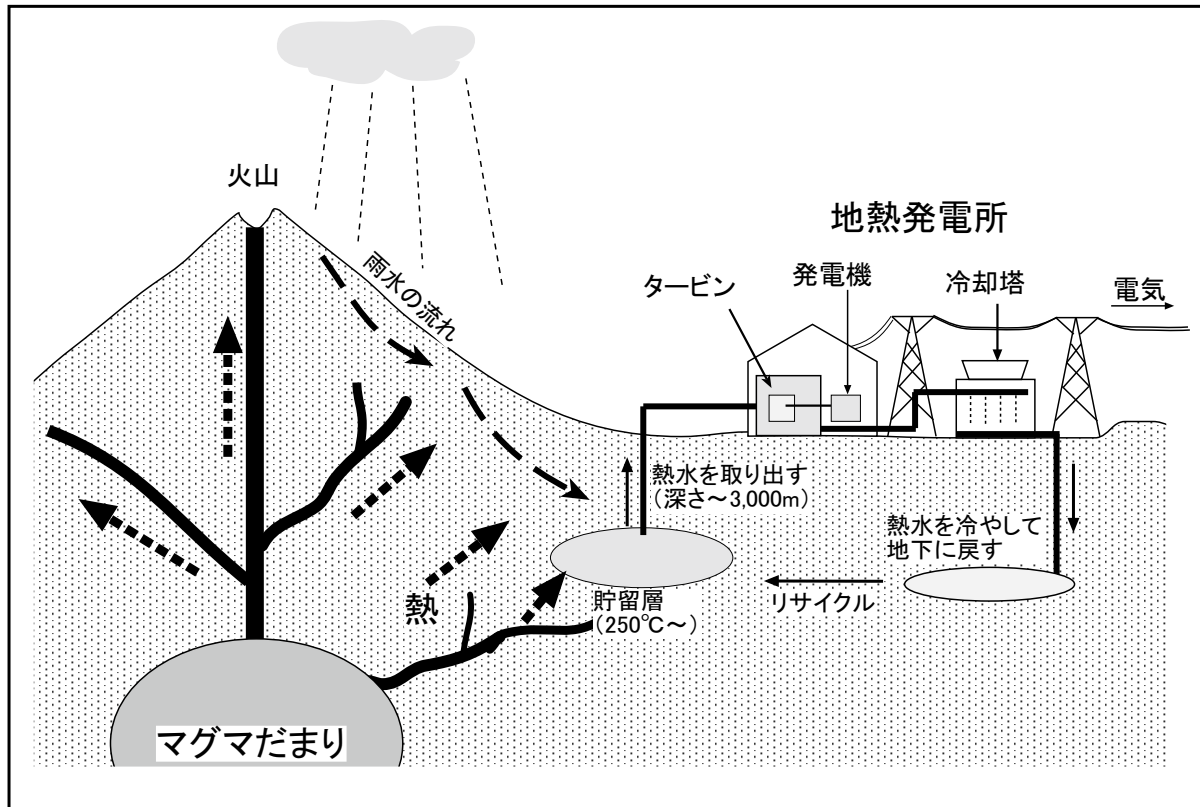 火山
地熱発電所
雨水の流れ
タービン
発電機
冷却塔
電気
熱水を取り出す
（深さ～3,000m）
熱水を冷やして
地下に戻す
リサイクル
熱
貯留層
（250℃～）
マグマだまり